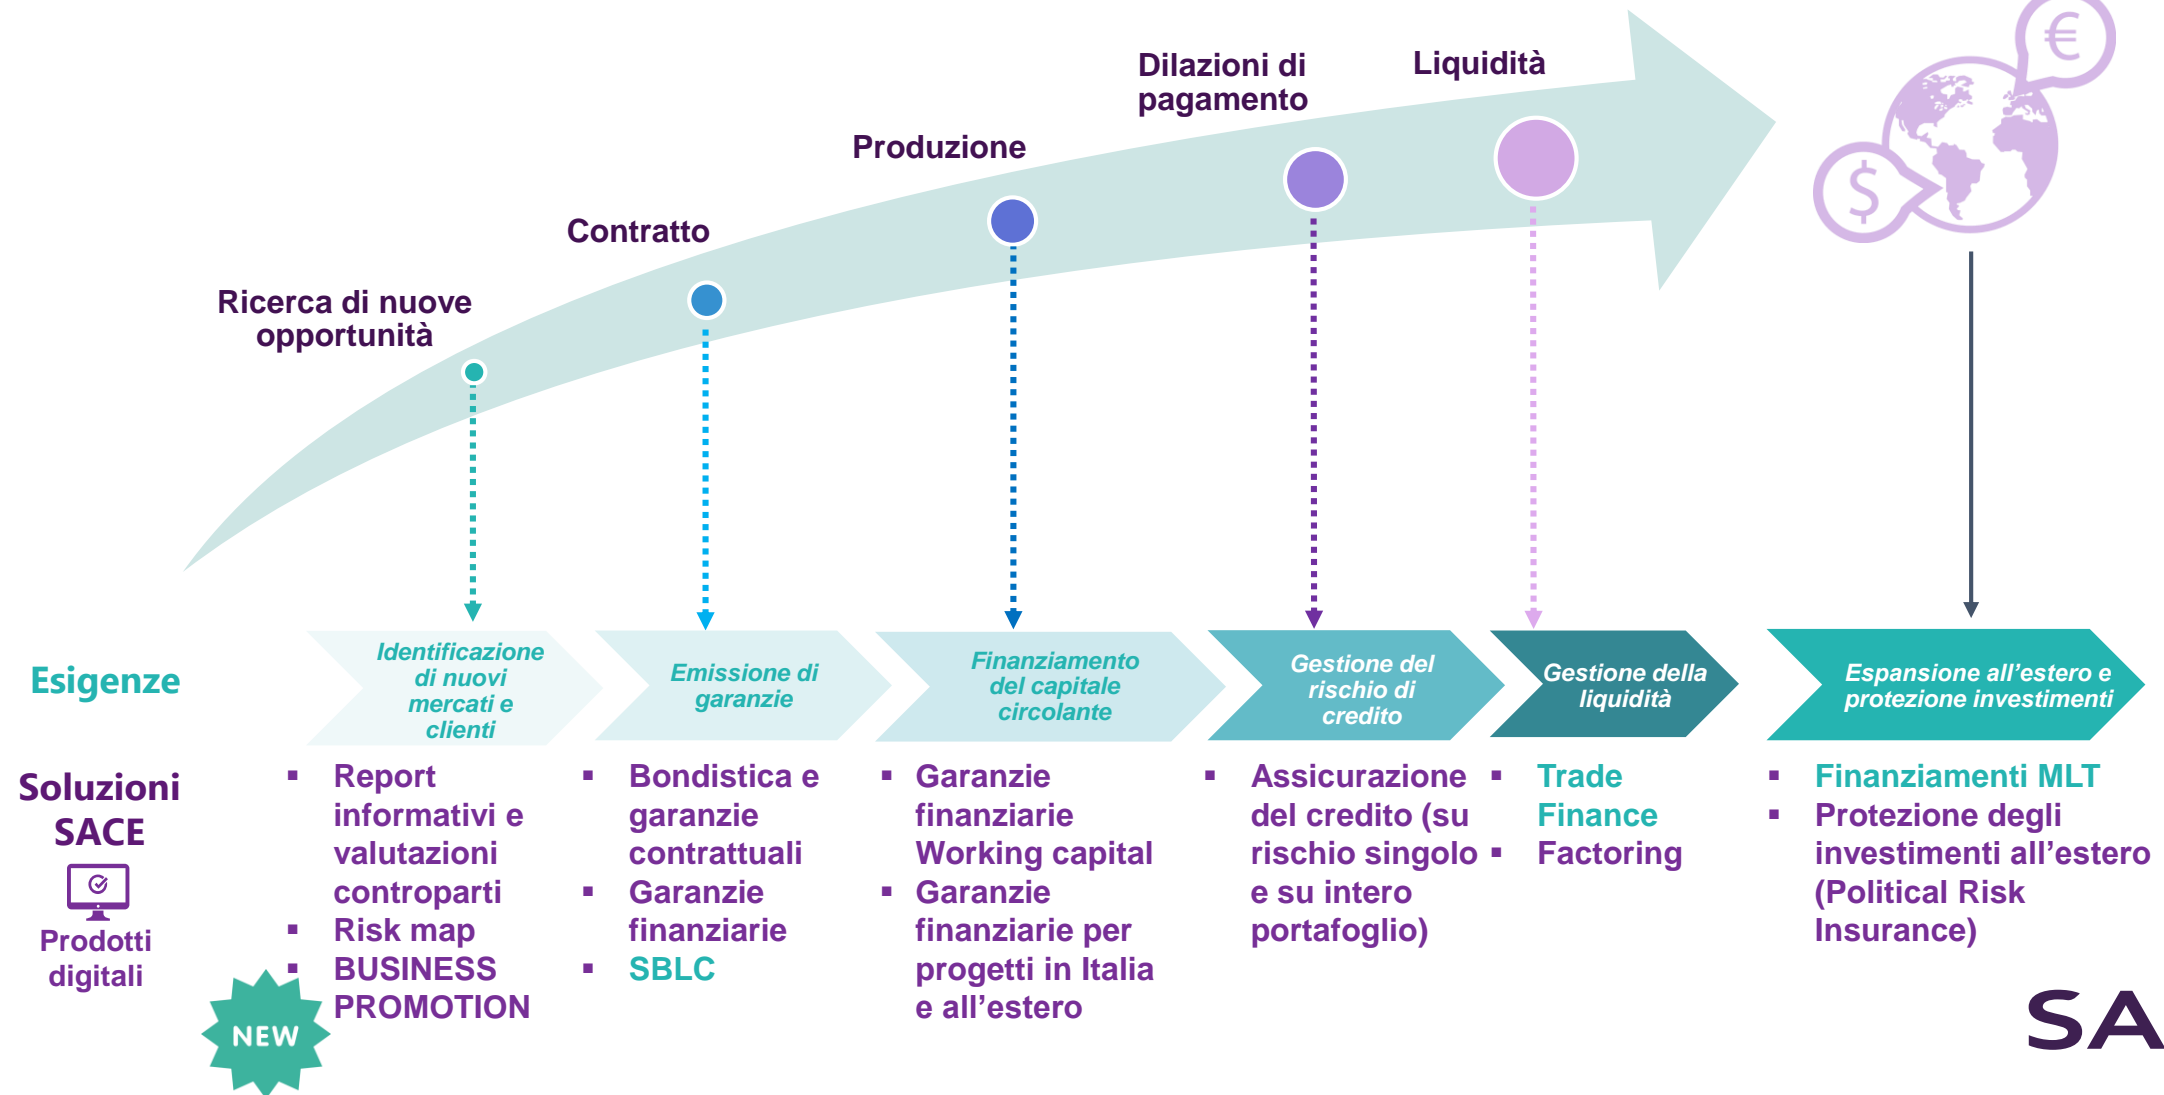 Dilazioni di
pagamento
Liquidità
€
Produzione
$
Contratto
Ricerca di nuove
opportunità
Esigenze
Identificazione
di nuovi
mercati e
clienti
Emissione di
garanzie
Finanziamento
del capitale
circolante
Gestione del
rischio di
credito
Gestione della
liquidità
Espansione all’estero e
protezione investimenti
Soluzioni
SACE
Prodotti
digitali
▪ Report
informativi e
valutazioni
controparti
▪ Risk map
▪ BUSINESS
PROMOTION
NEW
▪ Bondistica e
garanzie
contrattuali
▪ Garanzie
finanziarie
▪ SBLC
▪ Garanzie
finanziarie
Working capital
▪ Garanzie
finanziarie per
progetti in Italia
e all’estero
▪ Assicurazione
del credito (su
rischio singolo
e su intero
portafoglio)
▪ Trade
Finance
▪ Factoring
▪ Finanziamenti MLT
▪ Protezione degli
investimenti all’estero
(Political Risk
Insurance)
SA